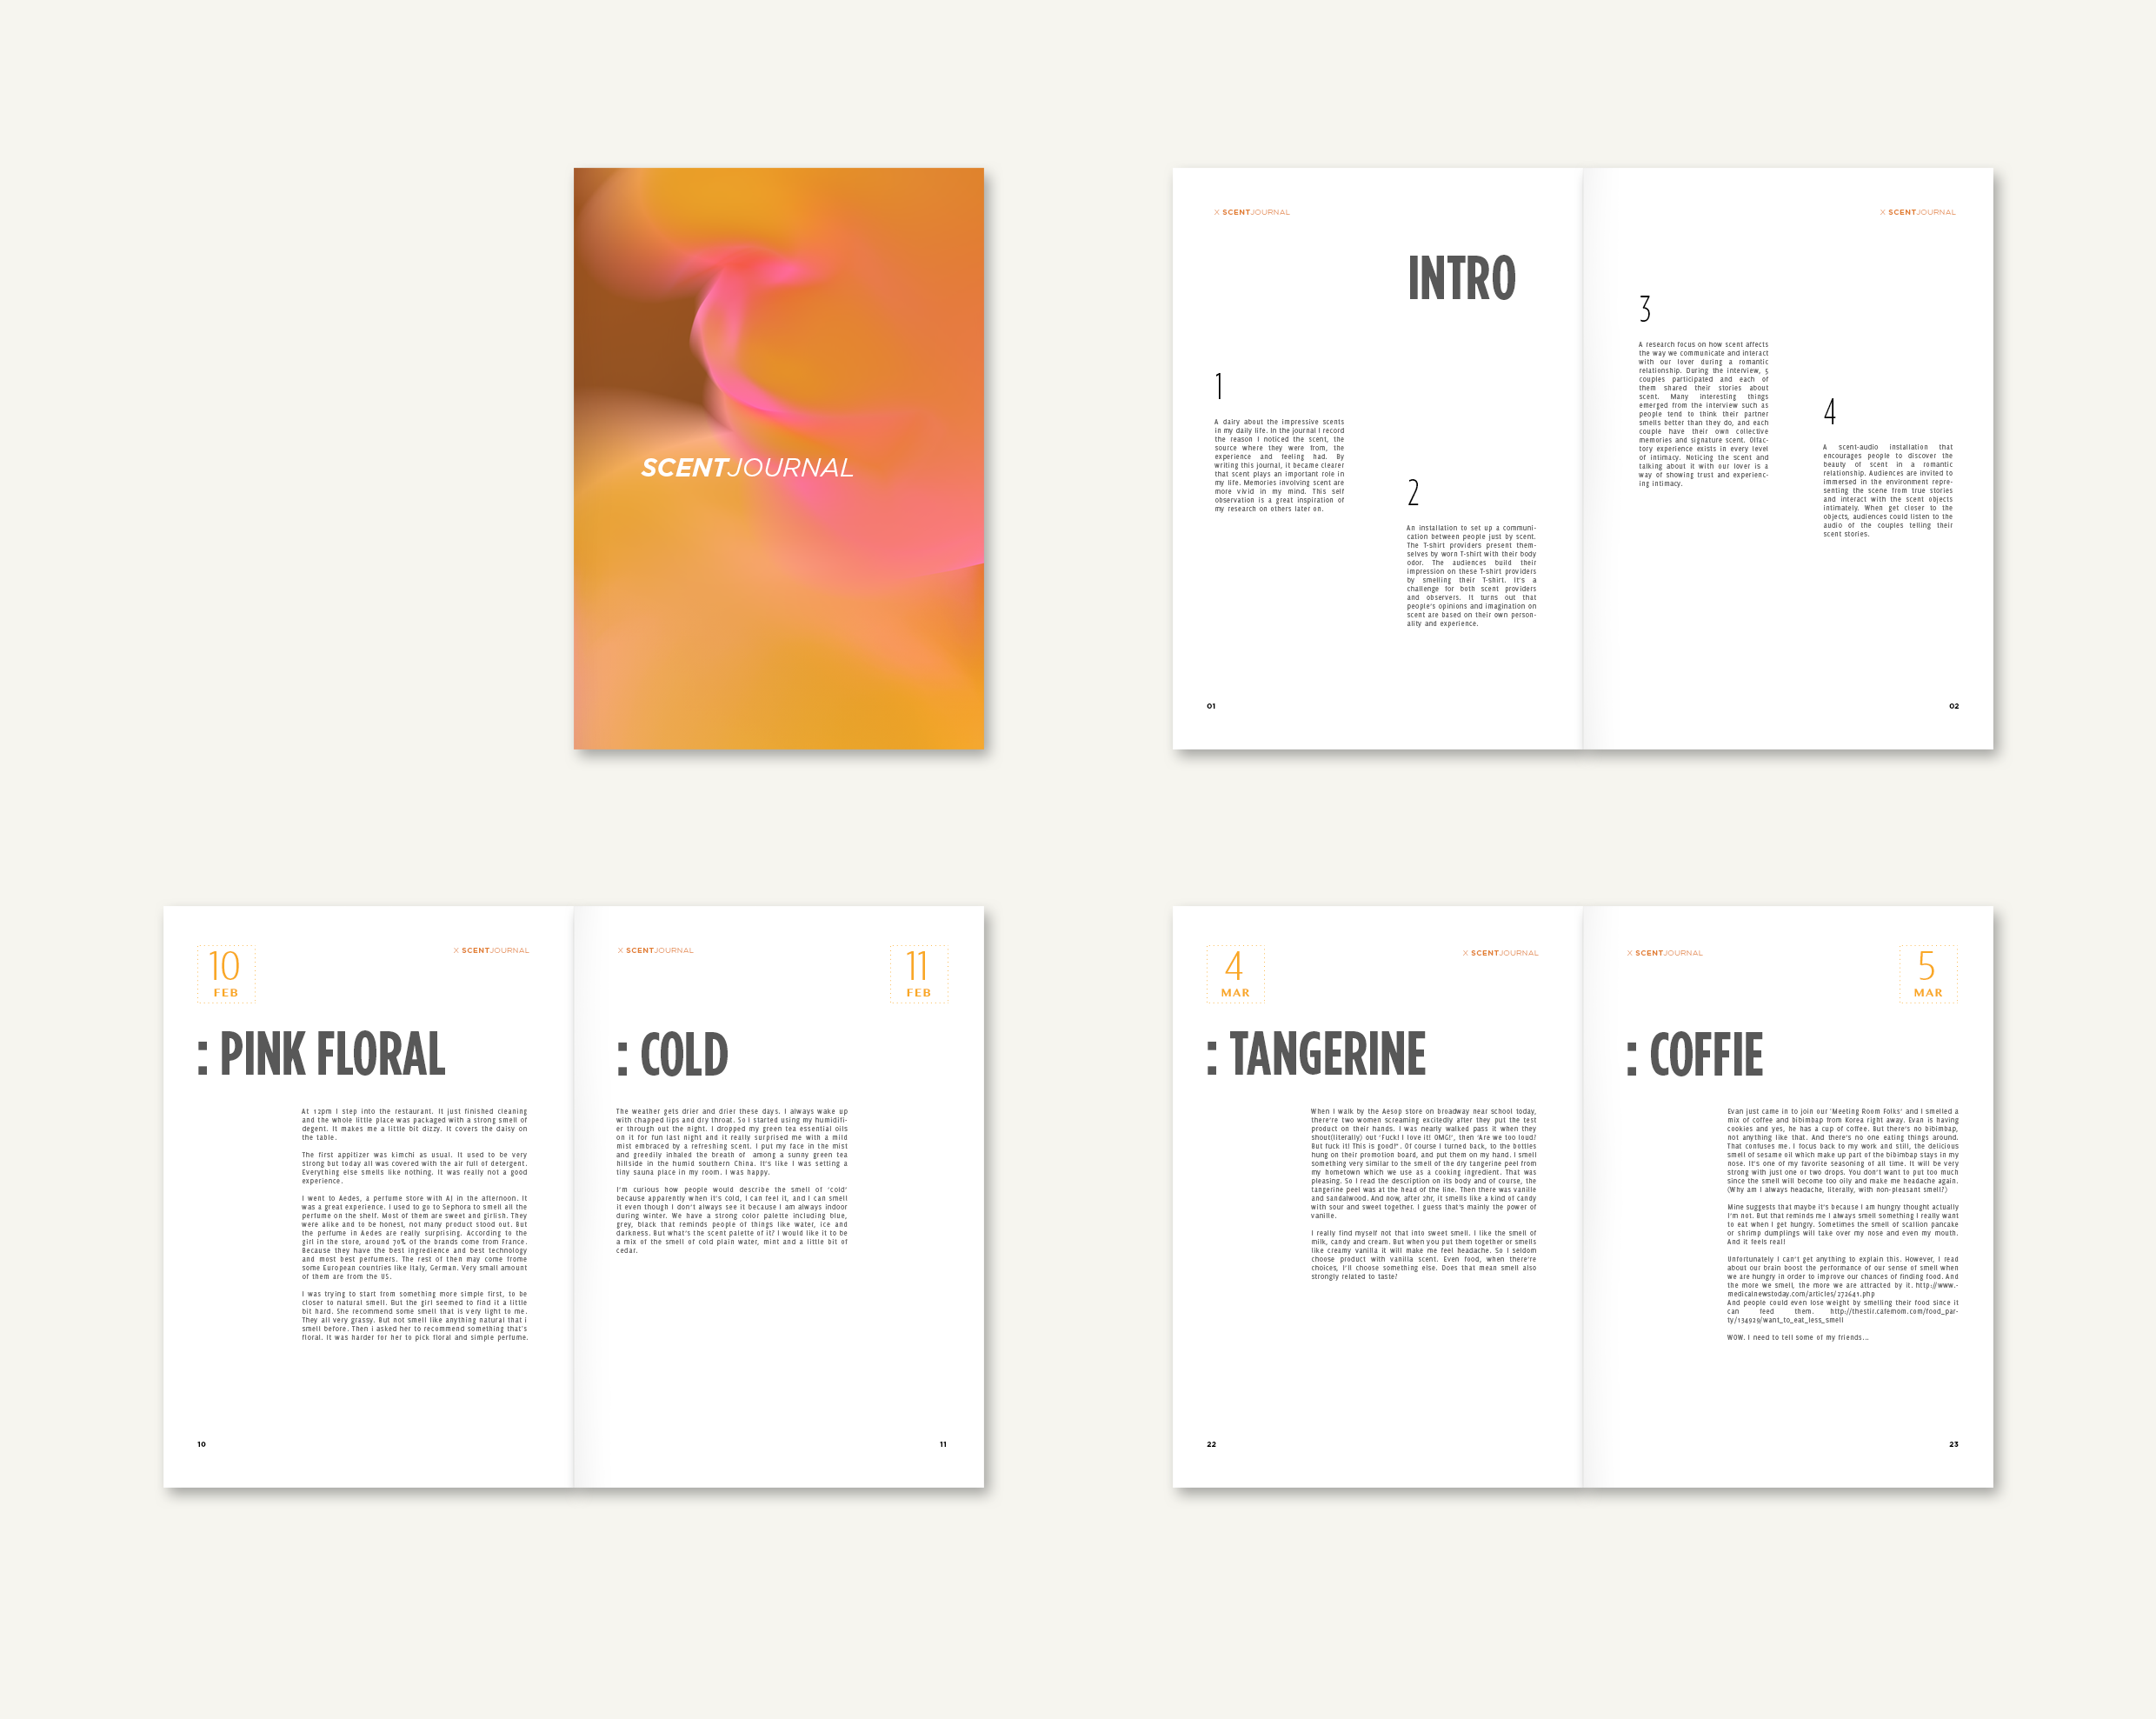 SCENTJOURNAL
X SCENTJOURNAL
INTRO
1
A dairy about the impressive scents
in my daily life. In the journal I record
the reason I noticed the scent, the
source where they were from, the
experience and feeling had. By
writing this journal, it became clearer
that scent plays an important role in
my life. Memories involving scent are
more vivid in my mind. This self
observation is a great inspiration of
my research on others later on.
2
An installation to set up a communi-
cation between people just by scent.
The T-shirt providers present them-
selves by worn T-shirt with their body
odor. The audiences build their
impression on these T-shirt providers
by smelling their T-shirt. It's a
challenge for both scent providers
and observers. It turns out that
people's opinions and imagination on
scent are based on their own person-
ality and experience.
01
X SCENTJOURNAL
3
A research focus on how scent affects
the way we communicate and interact
with our lover during a romantic
relationship. During the interview, 5
couples participated and each of
them shared their stories about
scent. Many interesting things
emerged from the interview such as
people tend to think their partner
smells better than they do, and each
couple have their own collective
memories and signature scent. Olfac-
tory experience exists in every level
of intimacy. Noticing the scent and
talking about it with our lover is a
way of showing trust and experienc-
ing intimacy.
4
A scent-audio installation that
encourages people to discover the
beauty of scent in a romantic
relationship. Audiences are invited to
immersed in the environment repre-
senting the scene from true stories
and interact with the scent objects
intimately. When get closer to the
objects, audiences could listen to the
audio of the couples telling their
scent stories.
02
10
FEB
X SCENTJOURNAL
: PINK FLORAL
At 12pm I step into the restaurant. It just finished cleaning
and the whole little place was packaged with a strong smell of
degent. It makes me a little bit dizzy. It covers the daisy on
the table.
The first appitizer was kimchi as usual. It used to be very
strong but today all was covered with the air full of detergent.
Everything else smells like nothing. It was really not a good
experience.
I went to Aedes, a perfume store with AJ in the afternoon. It
was a great experience. I used to go to Sephora to smell all the
perfume on the shelf. Most of them are sweet and girlish. They
were alike and to be honest, not many product stood out. But
the perfume in Aedes are really surprising. According to the
girl in the store, around 70% of the brands come from France.
Because they have the best ingredience and best technology
and most best perfumers. The rest of then may come frome
some European countries like Italy, German. Very small amount
of them are from the US.
I was trying to start from something more simple first, to be
closer to natural smell. But the girl seemed to find it a little
bit hard. She recommend some smell that is very light to me.
They all very grassy. But not smell like anything natural that i
smell before. Then i asked her to recommend something that's
floral. It was harder for her to pick floral and simple perfume.
10
X SCENTJOURNAL
11
FEB
: COLD
The weather gets drier and drier these days. I always wake up
with chapped lips and dry throat. So I started using my humidifi-
er through out the night. I dropped my green tea essential oils
on it for fun last night and it really surprised me with a mild
mist embraced by a refreshing scent. I put my face in the mist
and greedily inhaled the breath of among a sunny green tea
hillside in the humid southern China. It's like I was setting a
tiny sauna place in my room. I was happy.
I'm curious how people would describe the smell of 'cold'
because apparently when it's cold, I can feel it, and I can smell
it even though I don't always see it because I am always indoor
during winter. We have a strong color palette including blue,
grey, black that reminds people of things like water, ice and
darkness. But what's the scent palette of it? I would like it to be
a mix of the smell of cold plain water, mint and a little bit of
cedar.
11
4
MAR
X SCENTJOURNAL
: TANGERINE
When I walk by the Aesop store on broadway near school today,
there're two women screaming excitedly after they put the test
product on their hands. I was nearly walked pass it when they
shout(literally) out 'Fuck! I love it! OMG!', then 'Are we too loud?
But fuck it! This is good!". Of course I turned back, to the bottles
hung on their promotion board, and put them on my hand. I smell
something very similar to the smell of the dry tangerine peel from
my hometown which we use as a cooking ingredient. That was
pleasing. So I read the description on its body and of course, the
tangerine peel was at the head of the line. Then there was vanille
and sandalwood. And now, after 2hr, it smells like a kind of candy
with sour and sweet together. I guess that's mainly the power of
vanille.
I really find myself not that into sweet smell. I like the smell of
milk, candy and cream. But when you put them together or smells
like creamy vanilla it will make me feel headache. So I seldom
choose product with vanilla scent. Even food, when there're
choices, I'll choose something else. Does that mean smell also
strongly related to taste?
22
X SCENTJOURNAL
5
MAR
: COFFIE
Evan just came in to join our 'Meeting Room Folks' and I smelled a
mix of coffee and bibimbap from Korea right away. Evan is having
cookies and yes, he has a cup of coffee. But there's no bibimbap,
not anything like that. And there's no one eating things around.
That confuses me. I focus back to my work and still, the delicious
smell of sesame oil which make up part of the bibimbap stays in my
nose. It's one of my favorite seasoning of all time. It will be very
strong with just one or two drops. You don't want to put too much
since the smell will become too oily and make me headache again.
(Why am I always headache, literally, with non-pleasant smell?)
Mine suggests that maybe it's because I am hungry thought actually
I'm not. But that reminds me I always smell something I really want
to eat when I get hungry. Sometimes the smell of scallion pancake
or shrimp dumplings will take over my nose and even my mouth.
And it feels real!
Unfortunately I can't get anything to explain this. However, I read
about our brain boost the performance of our sense of smell when
we are hungry in order to improve our chances of finding food. And
the more we smell, the more we are attracted by it. http://www.-
medicalnewstoday.com/articles/272641.php
And people could even lose weight by smelling their food since it
can feed them. http://thestir.cafemom.com/food_par-
ty/134929/want_to_eat_less_smell
WOW. I need to tell some of my friends...
23